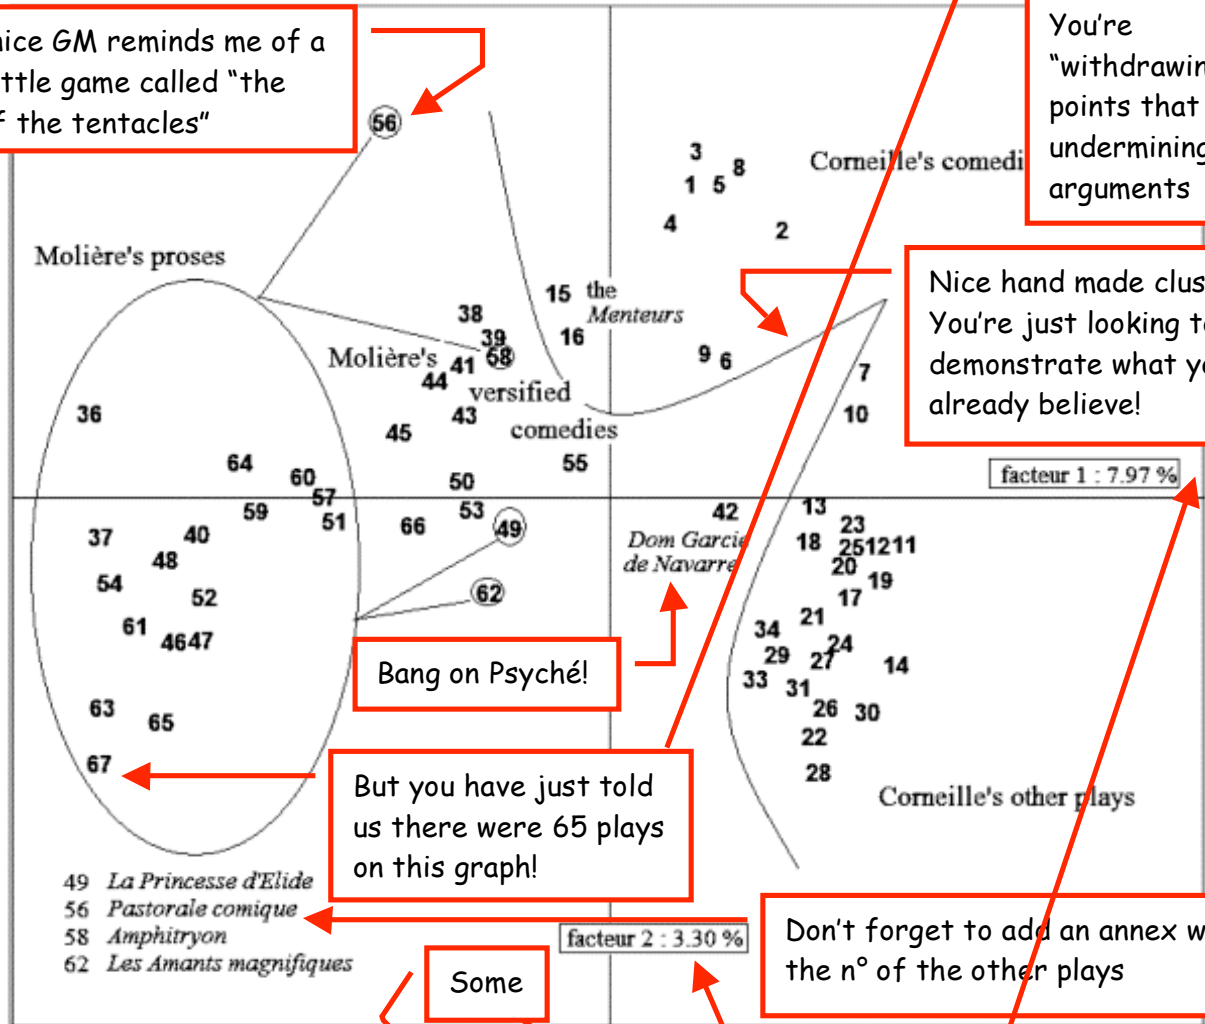 nice GM reminds me of a
ttle game called “the
f the tentacles”
You’re
“withdrawin
points that
undermining
arguments
56
3
8
1 5
4
2
Corneille's comedi
Molière's proses
15 the
Menteurs
16
38
39
58
Molière's 41
44
versified
43
45
comedies
55
9 6
7
10
Nice hand made clus
You’re just looking t
demonstrate what y
already believe!
36
64
60
57
59
51
50
53
66
49
62
facteur 1 : 7.97 %
37
40
48
54
52
61
46 47
63
65
67
42
Dom Garcie
de Navarre
13
23
18
25 12 11
20
19
17
21
34
24
29
27
14
33
31
26
30
22
28
Bang on Psyché!
But you have just told
us there were 65 plays
on this graph!
Corneille's other plays
49 La Princesse d'Elide
56 Pastorale comique
58 Amphitryon
62 Les Amants magnifiques
facteur 2 : 3.30 %
Don’t forget to add an annex w
the n° of the other plays
Some